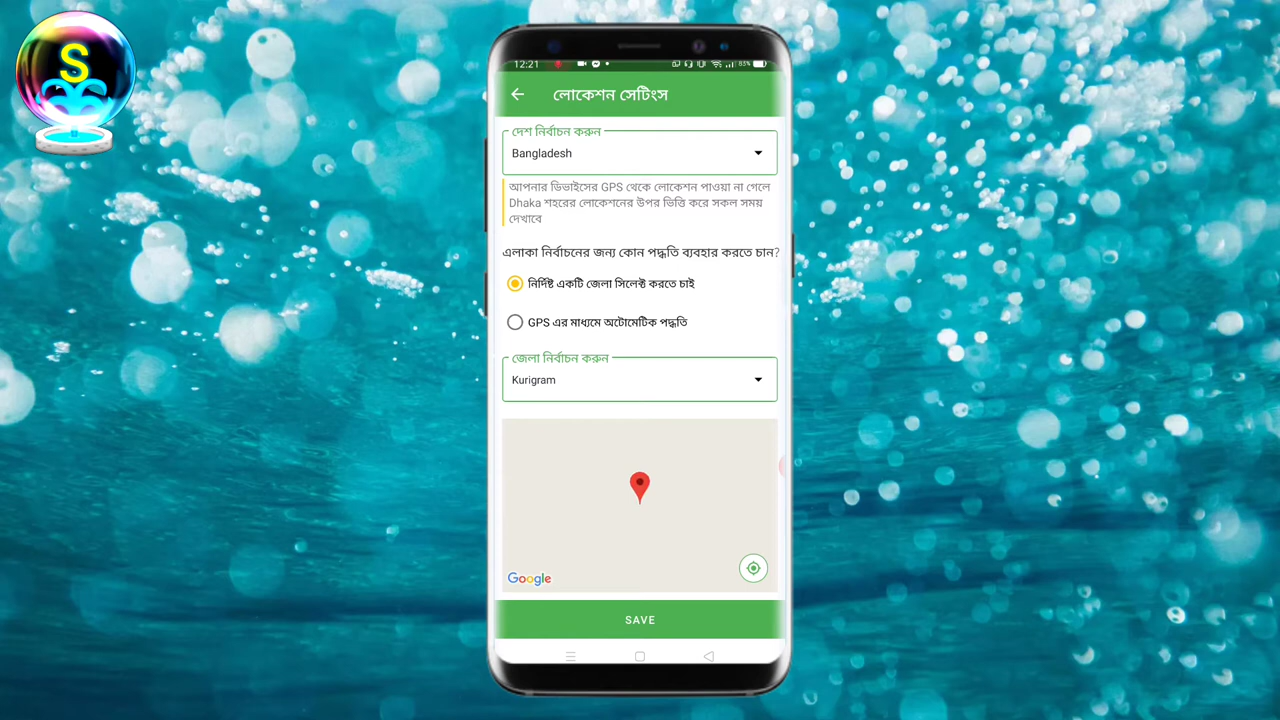 S
12:21
83%
লোকেশন সেটিংস
দেশ নির্বাচন করুন
Bangladesh
আপনার ডিভাইসের GPS থেকে লোকেশন পাওয়া না গেলে
Dhaka শহরের লোকেশনের উপর ভিত্তি করে সকল সময়
দেখাবে
এলাকা নির্বাচনের জন্য কোন পদ্ধতি ব্যবহার করতে চান?
নির্দিষ্ট একটি জেলা সিলেক্ট করতে চাই
GPS এর মাধ্যমে অটোমেটিক পদ্ধতি
জেলা নির্বাচন করুন
Kurigram
Google
SAVE